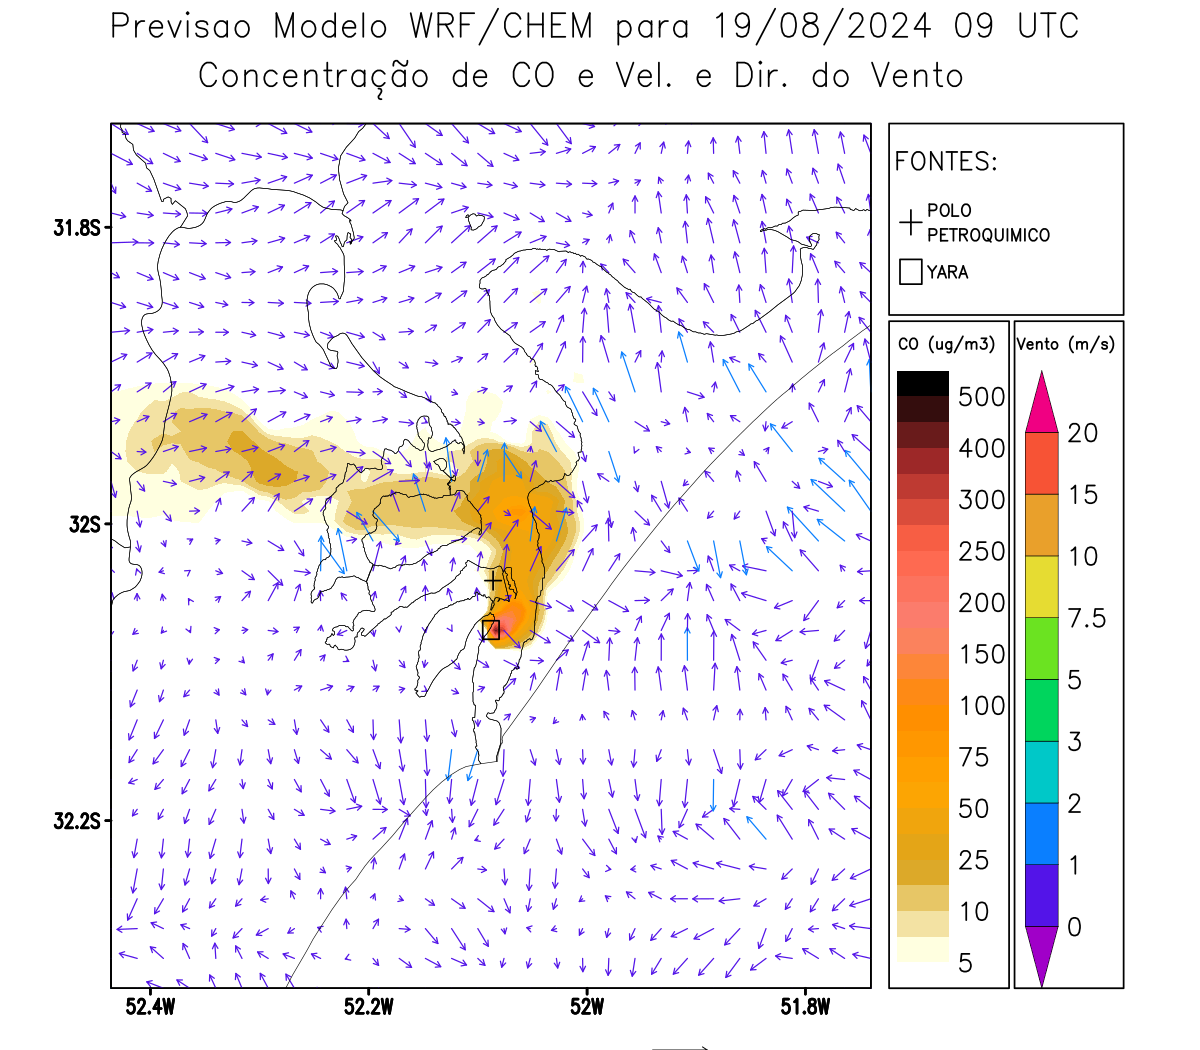 Previsao Modelo WRF/CHEM para 19/08/2024 09 UTC
Concentração de CO e Vel. e Dir. do Vento
FONTES:
POLO
PETROQUIMICO
YARA
CO (ug/m3)
500
400
300
250
200
150
100
75
50
25
10
5
Vento (m/s)
20
15
10
7.5
5
3
2
1
0
31.8S
32S
32.2S
52.4W
52.2W
52W
51.8W